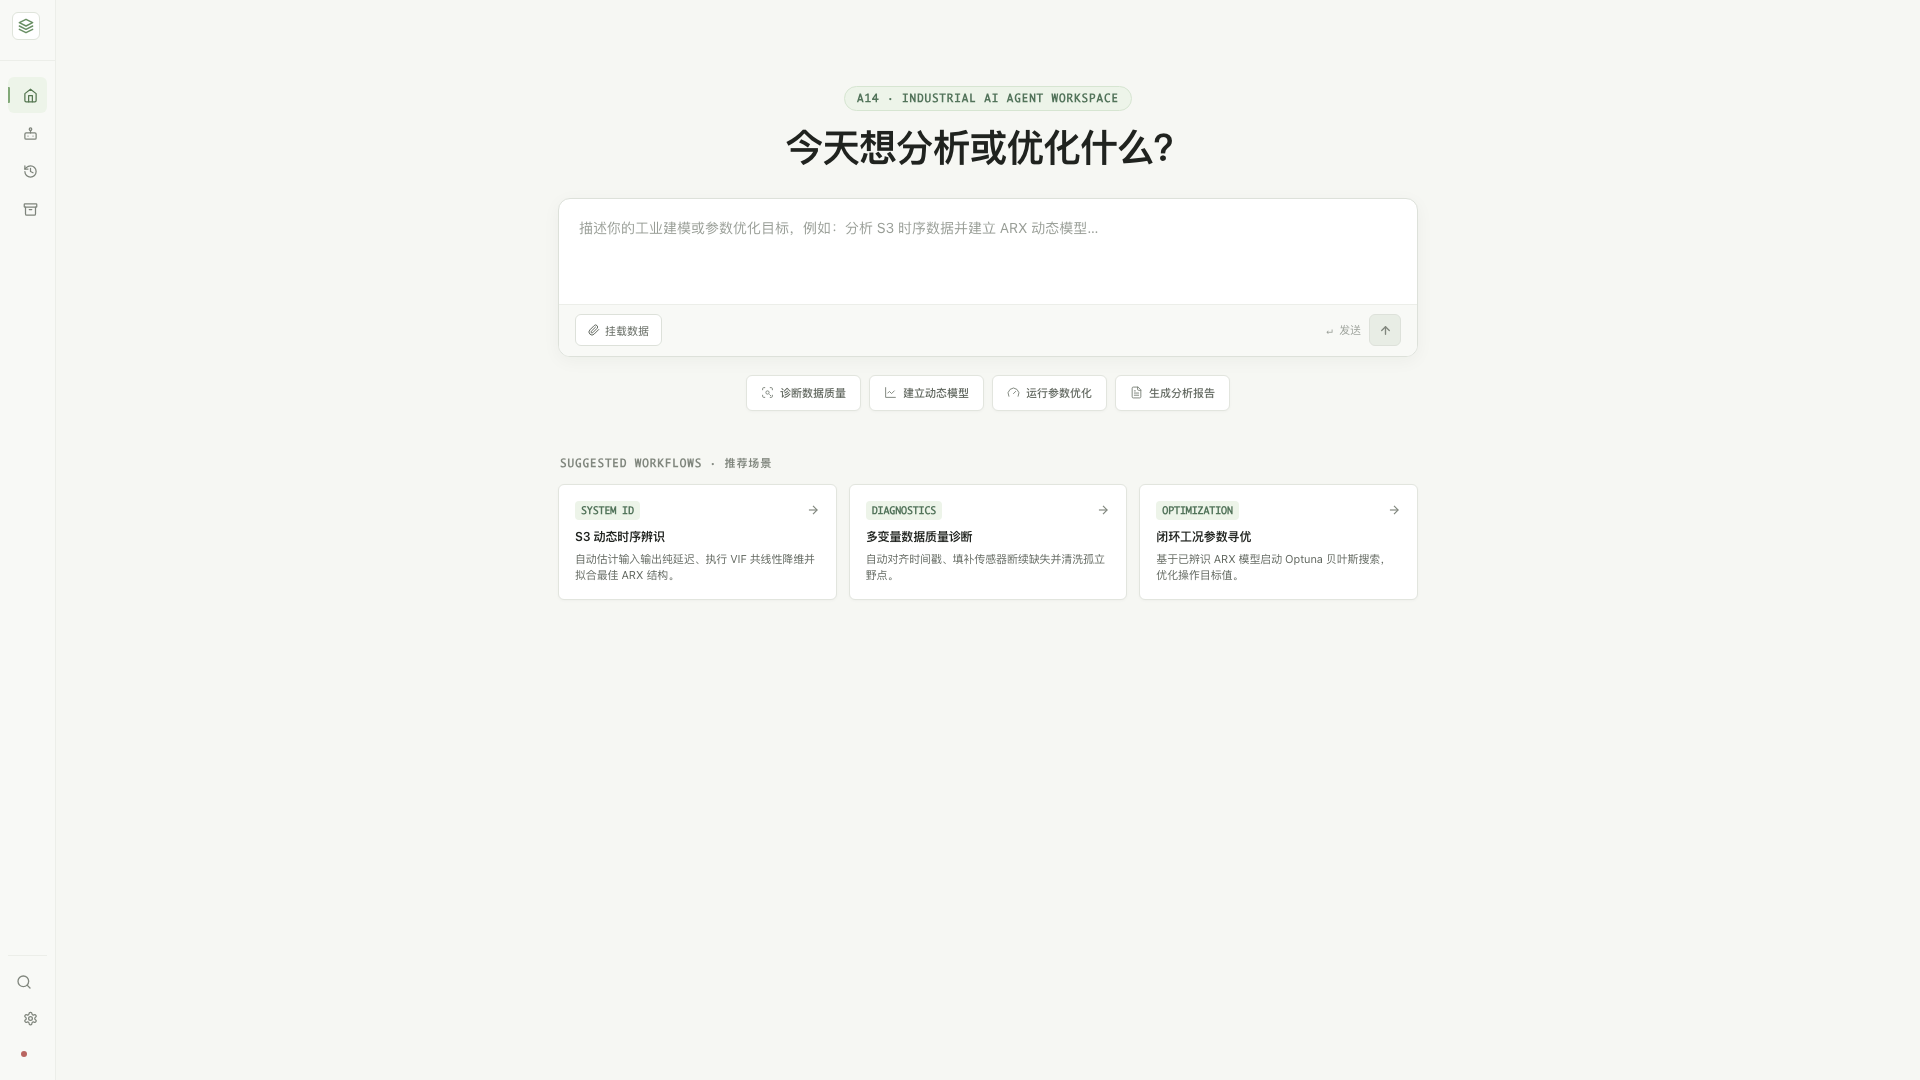 A14 · INDUSTRIAL AI AGENT WORKSPACE
今天想分析或优化什么?
描述你的工业建模或参数优化目标，例如：分析 S3 时序数据并建立 ARX 动态模型...
挂载数据
↵ 发送
诊断数据质量
建立动态模型
运行参数优化
生成分析报告
SUGGESTED WORKFLOWS · 推荐场景
SYSTEM ID
S3 动态时序辨识
自动估计输入输出纯延迟、执行 VIF 共线性降维并
拟合最佳 ARX 结构。
DIAGNOSTICS
多变量数据质量诊断
自动对齐时间戳、填补传感器断续缺失并清洗孤立
野点。
OPTIMIZATION
闭环工况参数寻优
基于已辨识 ARX 模型启动 Optuna 贝叶斯搜索，
优化操作目标值。